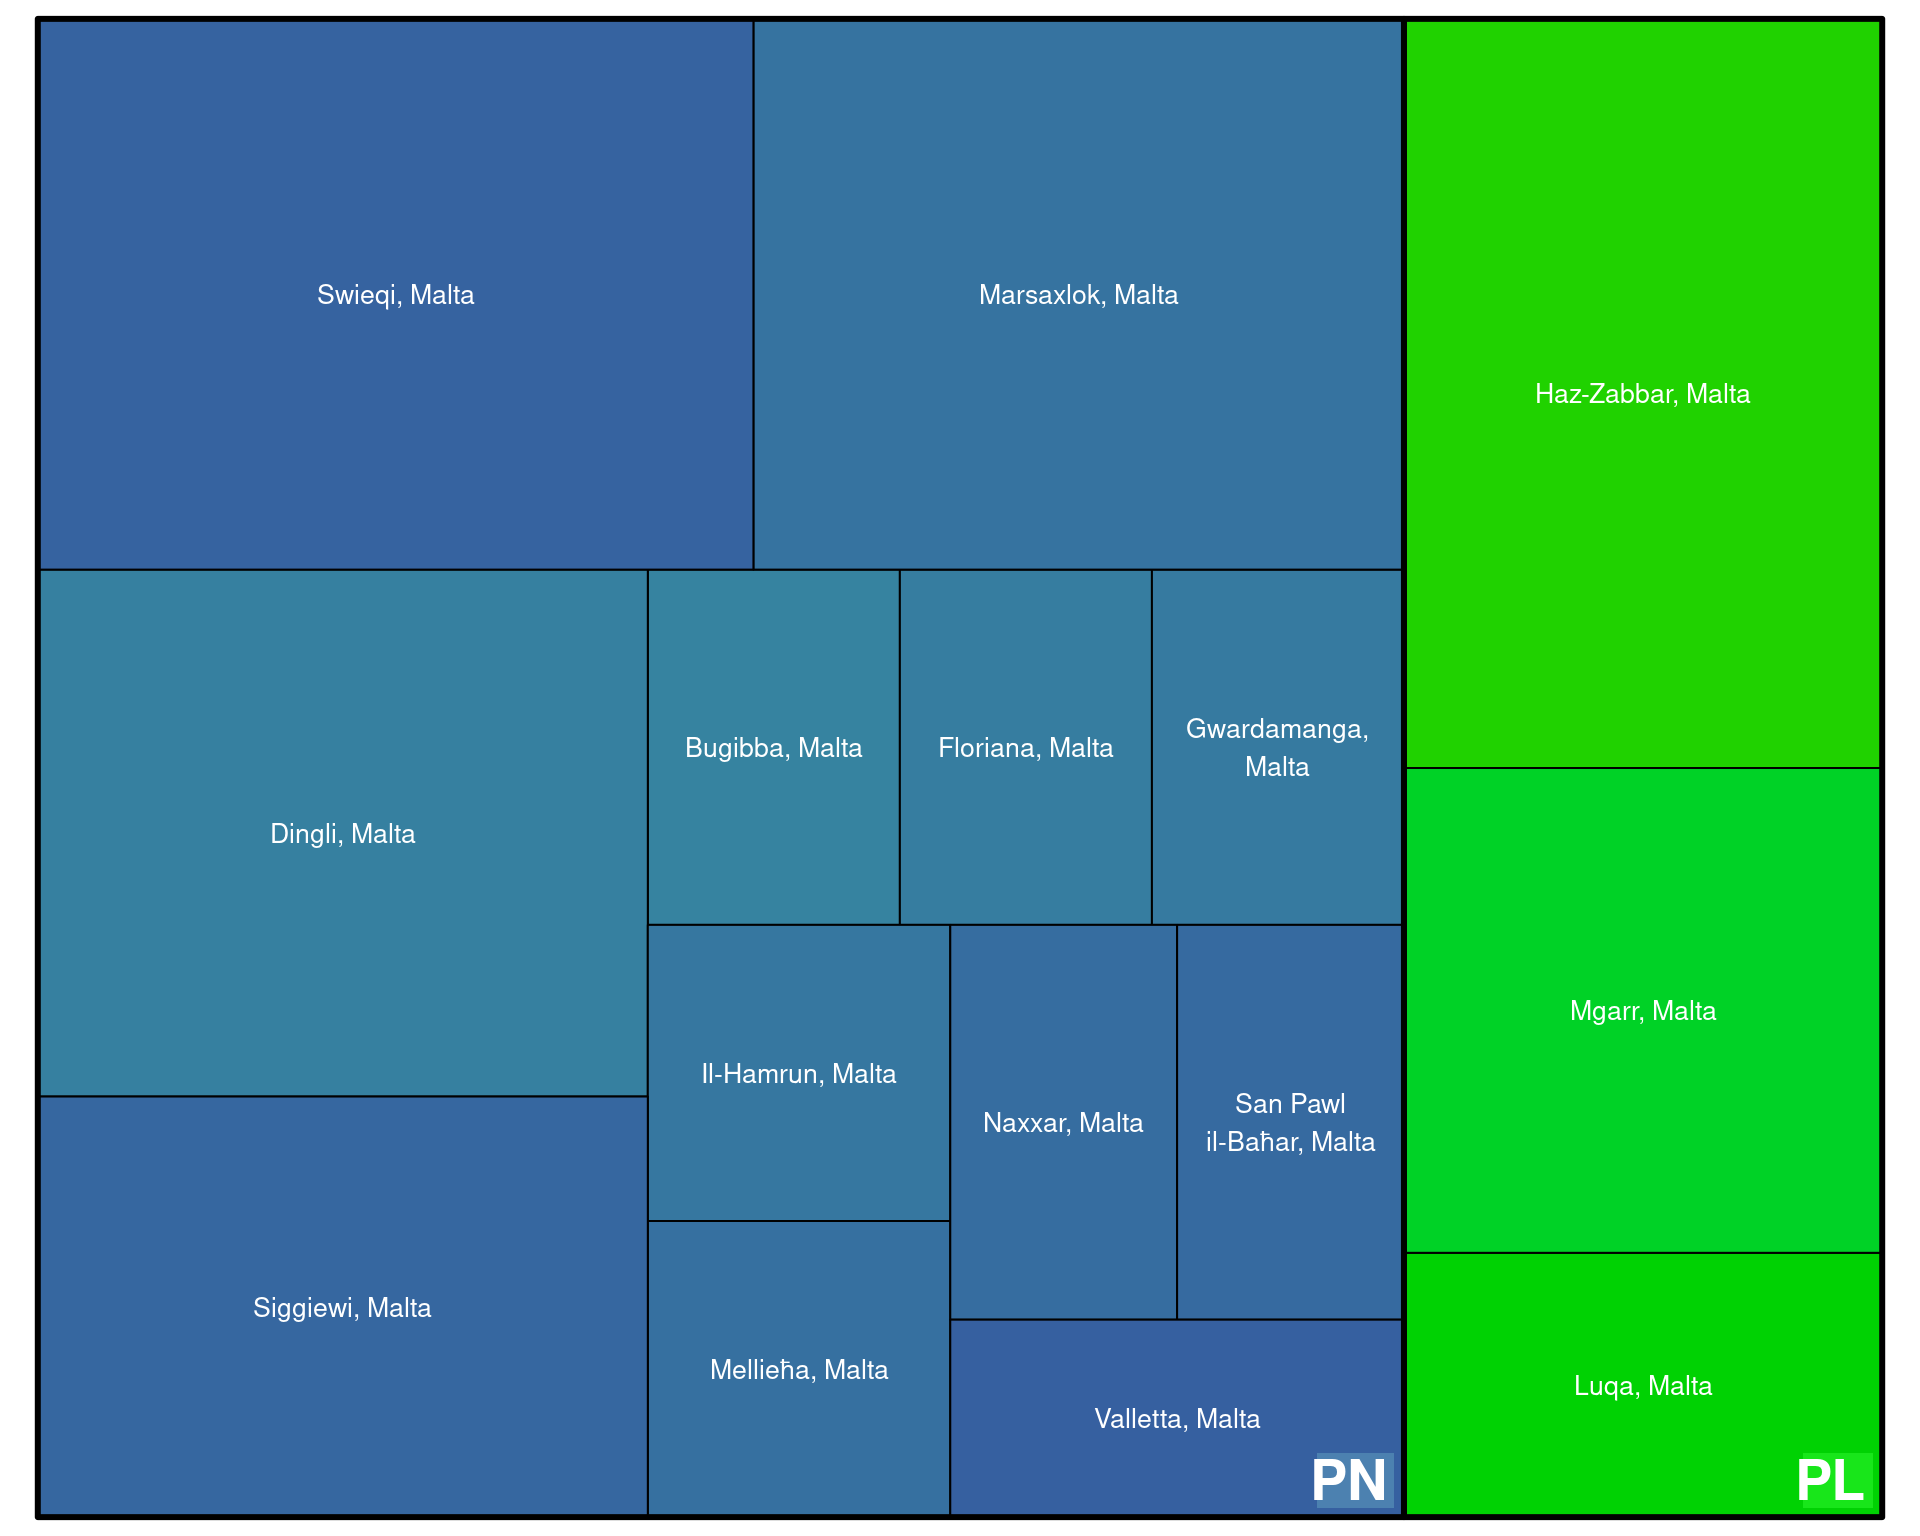 Swieqi, Malta
Marsaxlok, Malta
Haz-Zabbar, Malta
Dingli, Malta
Bugibba, Malta
Floriana, Malta
Gwardamanga,
Malta
Mgarr, Malta
Il-Hamrun, Malta
Naxxar, Malta
San Pawl
il-Baħar, Malta
Siggiewi, Malta
Mellieħa, Malta
Valletta, Malta
Luqa, Malta
PN
PL